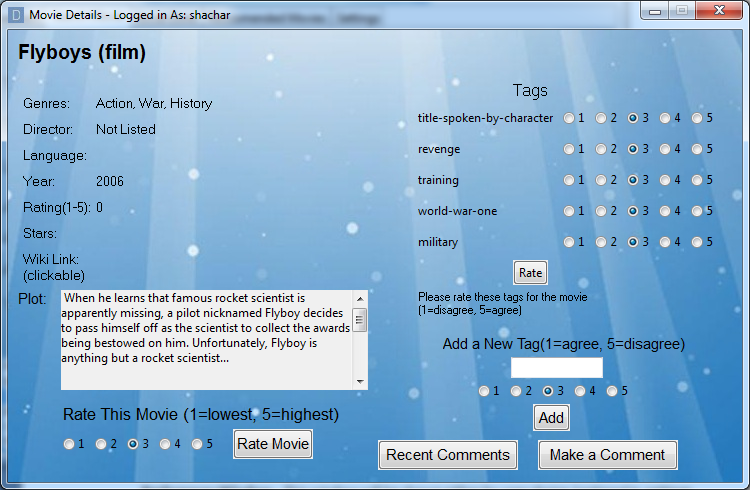 Movie Details - Logged in As: shachar
Flyboys (film)
Genres: Action, War, History
Director: Not Listed
Language:
Year: 2006
Rating(1-5): 0
Stars:
Wiki Link:
(clickable)
Plot:
When he learns that famous rocket scientist is
apparently missing, a pilot nicknamed Flyboy decides
to pass himself off as the scientist to collect the awards
being bestowed on him. Unfortunately, Flyboy is
anything but a rocket scientist...
Rate This Movie (1=lowest, 5=highest)
1 2 3 4 5 Rate Movie
Tags
title-spoken-by-character 1 2 3 4 5
revenge 1 2 3 4 5
training 1 2 3 4 5
world-war-one 1 2 3 4 5
military 1 2 3 4 5
Rate
Please rate these tags for the movie
(1=disagree, 5=agree)
Add a New Tag(1=agree, 5=disagree)
1 2 3 4 5
Add
Recent Comments Make a Comment